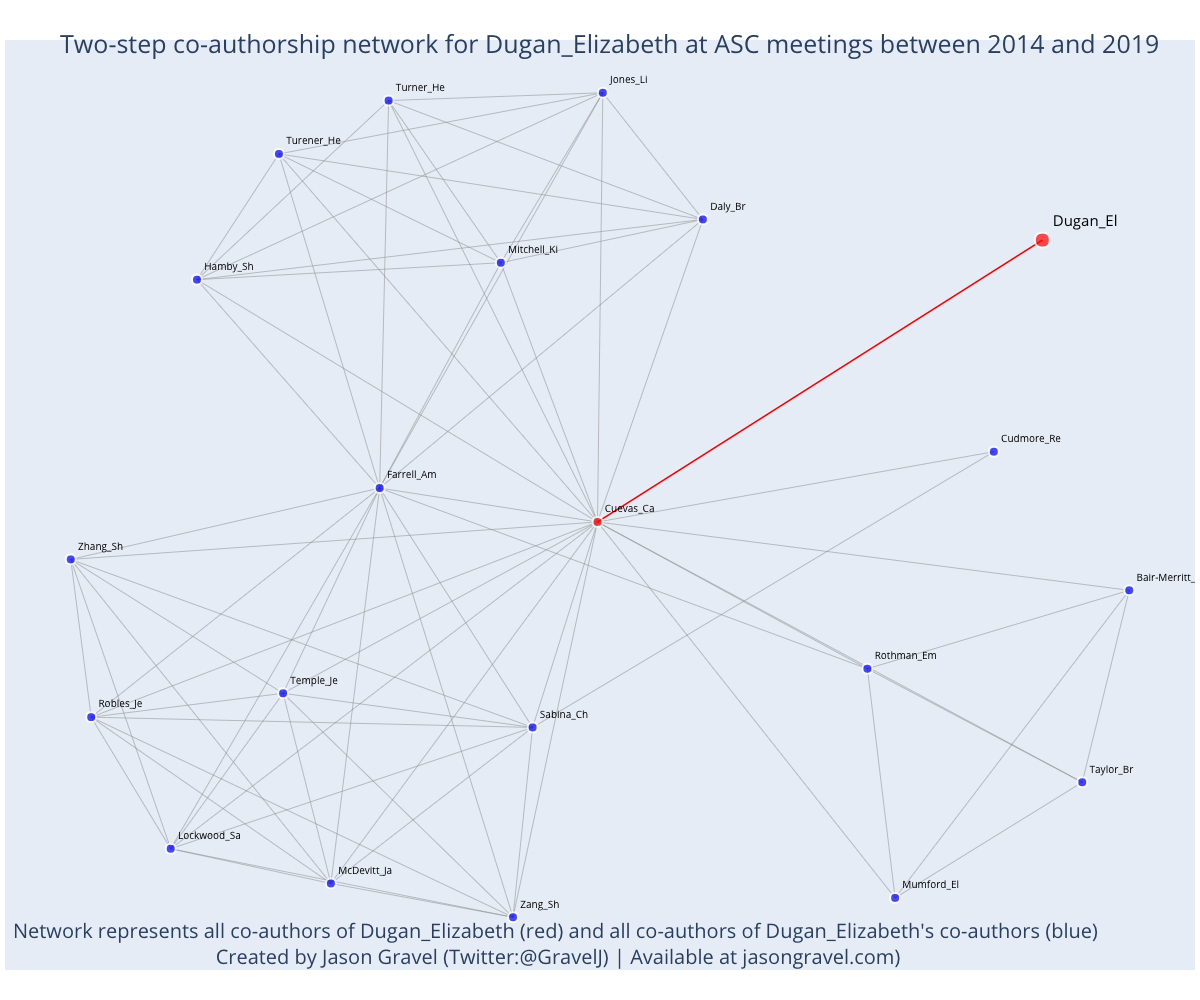 Two-step co-authorship network for Dugan_Elizabeth at ASC meetings between 2014 and 2019
Jones_Li
Turner_He
Turener_He
Daly_Br
Dugan_El
Mitchell_Ki
Hamby_Sh
Cudmore_Re
Farrell_Am
Cuevas_Ca
Zhang_Sh
Bair-Merritt_
Rothman_Em
Temple_Je
Robles_Je
Sabina_Ch
Taylor_Br
Lockwood_Sa
McDevitt_Ja
Mumford_El
Zang_Sh
Network represents all co-authors of Dugan_Elizabeth (red) and all co-authors of Dugan_Elizabeth's co-authors (blue)
Created by Jason Gravel (Twitter:@GravelJ) | Available at jasongravel.com)